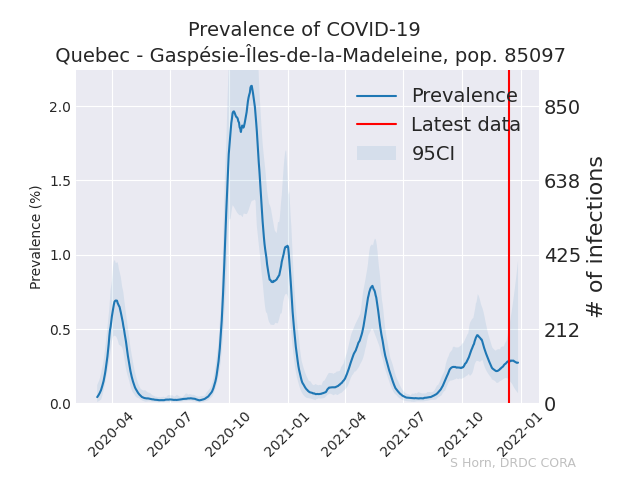 Prevalence of COVID-19
Quebec - Gaspésie-Îles-de-la-Madeleine, pop. 85097
Prevalence
Latest data
95CI
Prevalence (%)
2.0
1.5
1.0
0.5
0.0
850
638
425
212
0
# of infections
2020-04
2020-07
2020-10
2021-01
2021-04
2021-07
2021-10
2022-01
S Horn, DRDC CORA